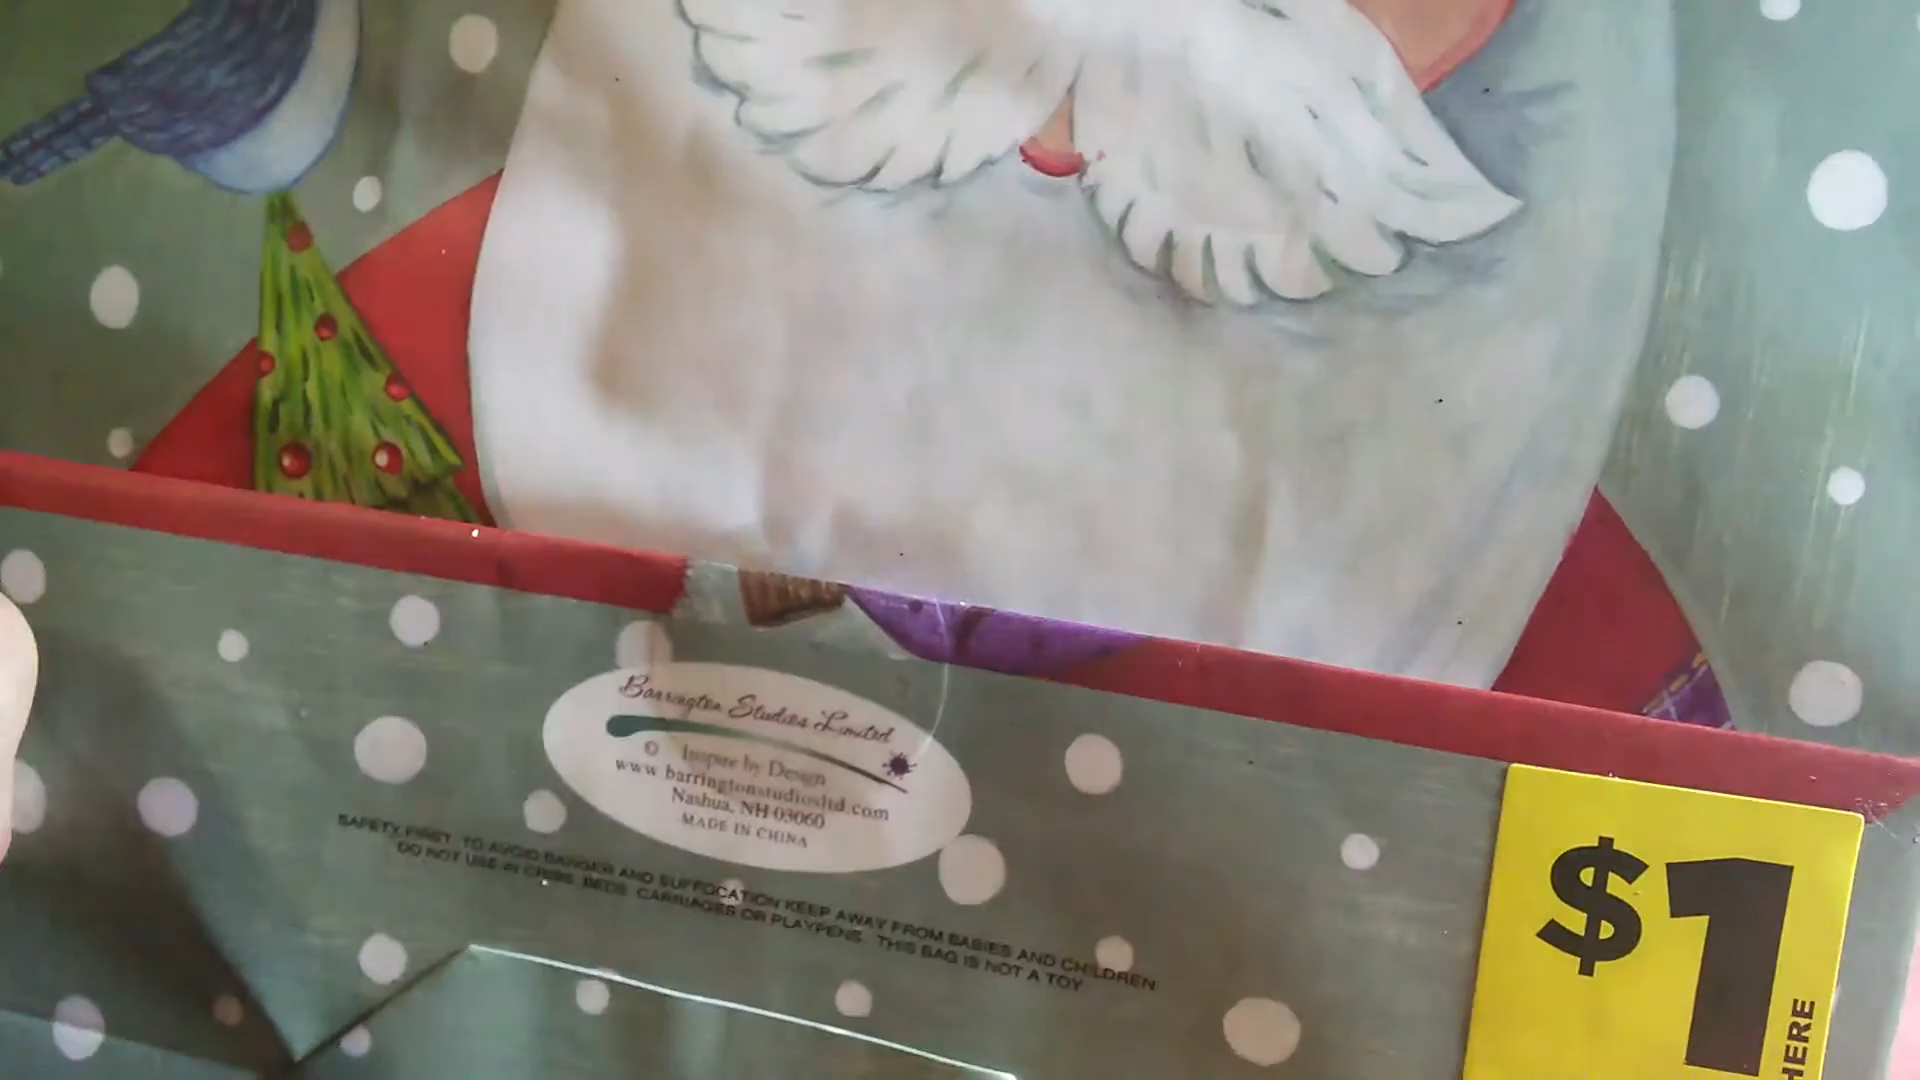 Barrington Studios Limited
© Inspire by Design
www.barringtonstudiosltd.com
Nashua, NH 03060
MADE IN CHINA
SAFETY FIRST. TO AVOID DANGER AND SUFFOCATION KEEP AWAY FROM BABIES AND CHILDREN.
DO NOT USE IN CRIBS, BEDS, CARRIAGES OR PLAYPENS. THIS BAG IS NOT A TOY
$1
HERE